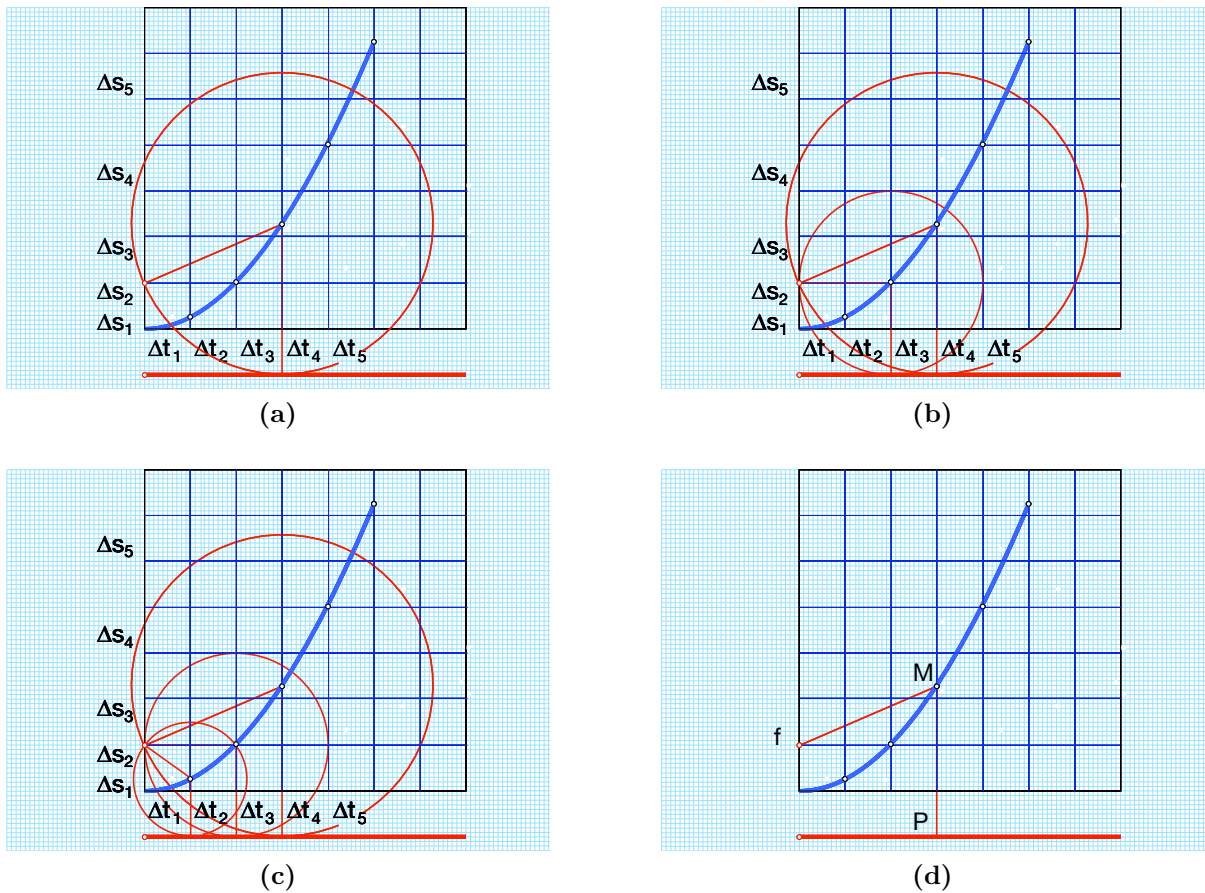 Δs₅
Δs₄
Δs₃
Δs₂
Δs₁
Δt₁ Δt₂ Δt₃ Δt₄ Δt₅
(a)
Δs₅
Δs₄
Δs₃
Δs₂
Δs₁
Δt₁ Δt₂ Δt₃ Δt₄ Δt₅
(b)
Δs₅
Δs₄
Δs₃
Δs₂
Δs₁
Δt₁ Δt₂ Δt₃ Δt₄ Δt₅
(c)
M
f
P
(d)